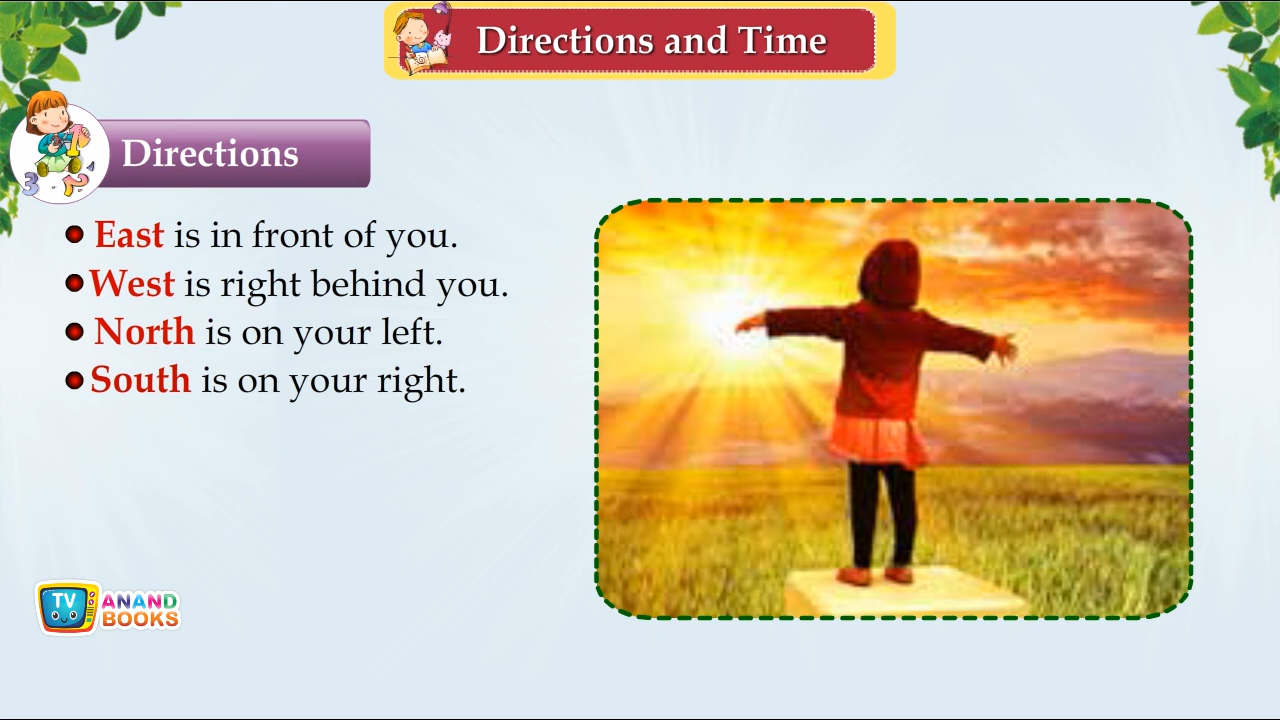 Directions and Time
Directions
East is in front of you.
West is right behind you.
North is on your left.
South is on your right.
TV
ANAND
BOOKS